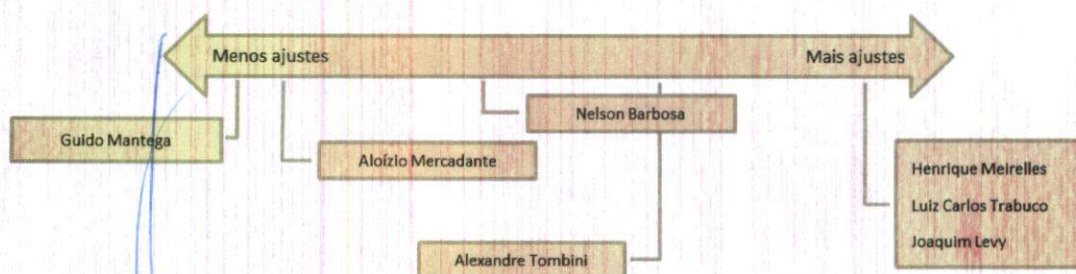 Menos ajustes
Mais ajustes
Guido Mantega
Nelson Barbosa
Aloízio Mercadante
Henrique Meirelles
Luiz Carlos Trabuco
Joaquim Levy
Alexandre Tombini